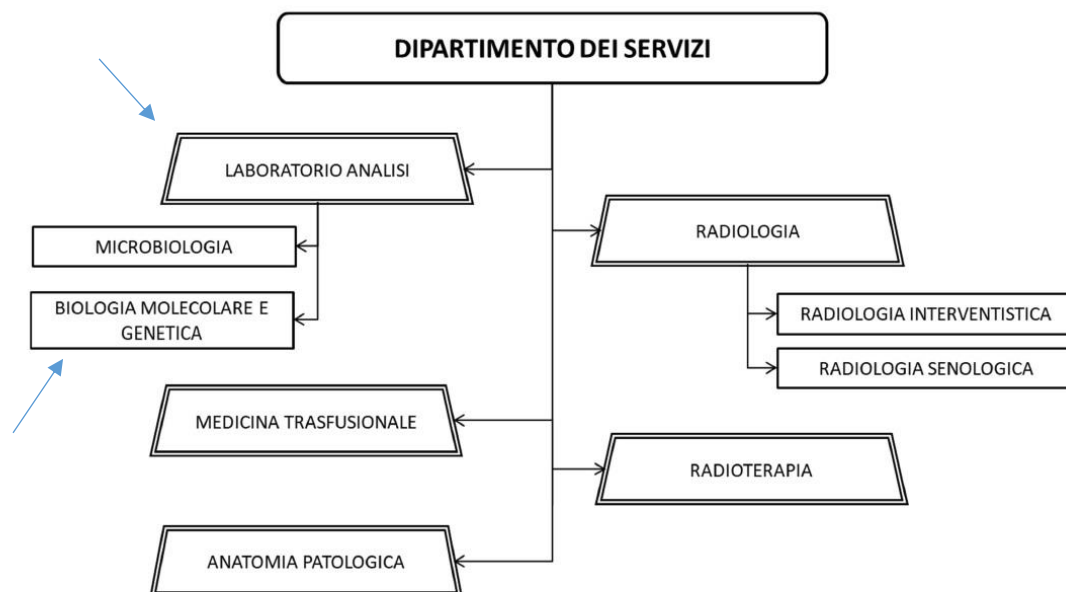 DIPARTIMENTO DEI SERVIZI
LABORATORIO ANALISI
MICROBIOLOGIA
BIOLOGIA MOLECOLARE E
GENETICA
RADIOLOGIA
RADIOLOGIA INTERVENTISTICA
RADIOLOGIA SENOLOGICA
MEDICINA TRASFUSIONALE
RADIOTERAPIA
ANATOMIA PATOLOGICA